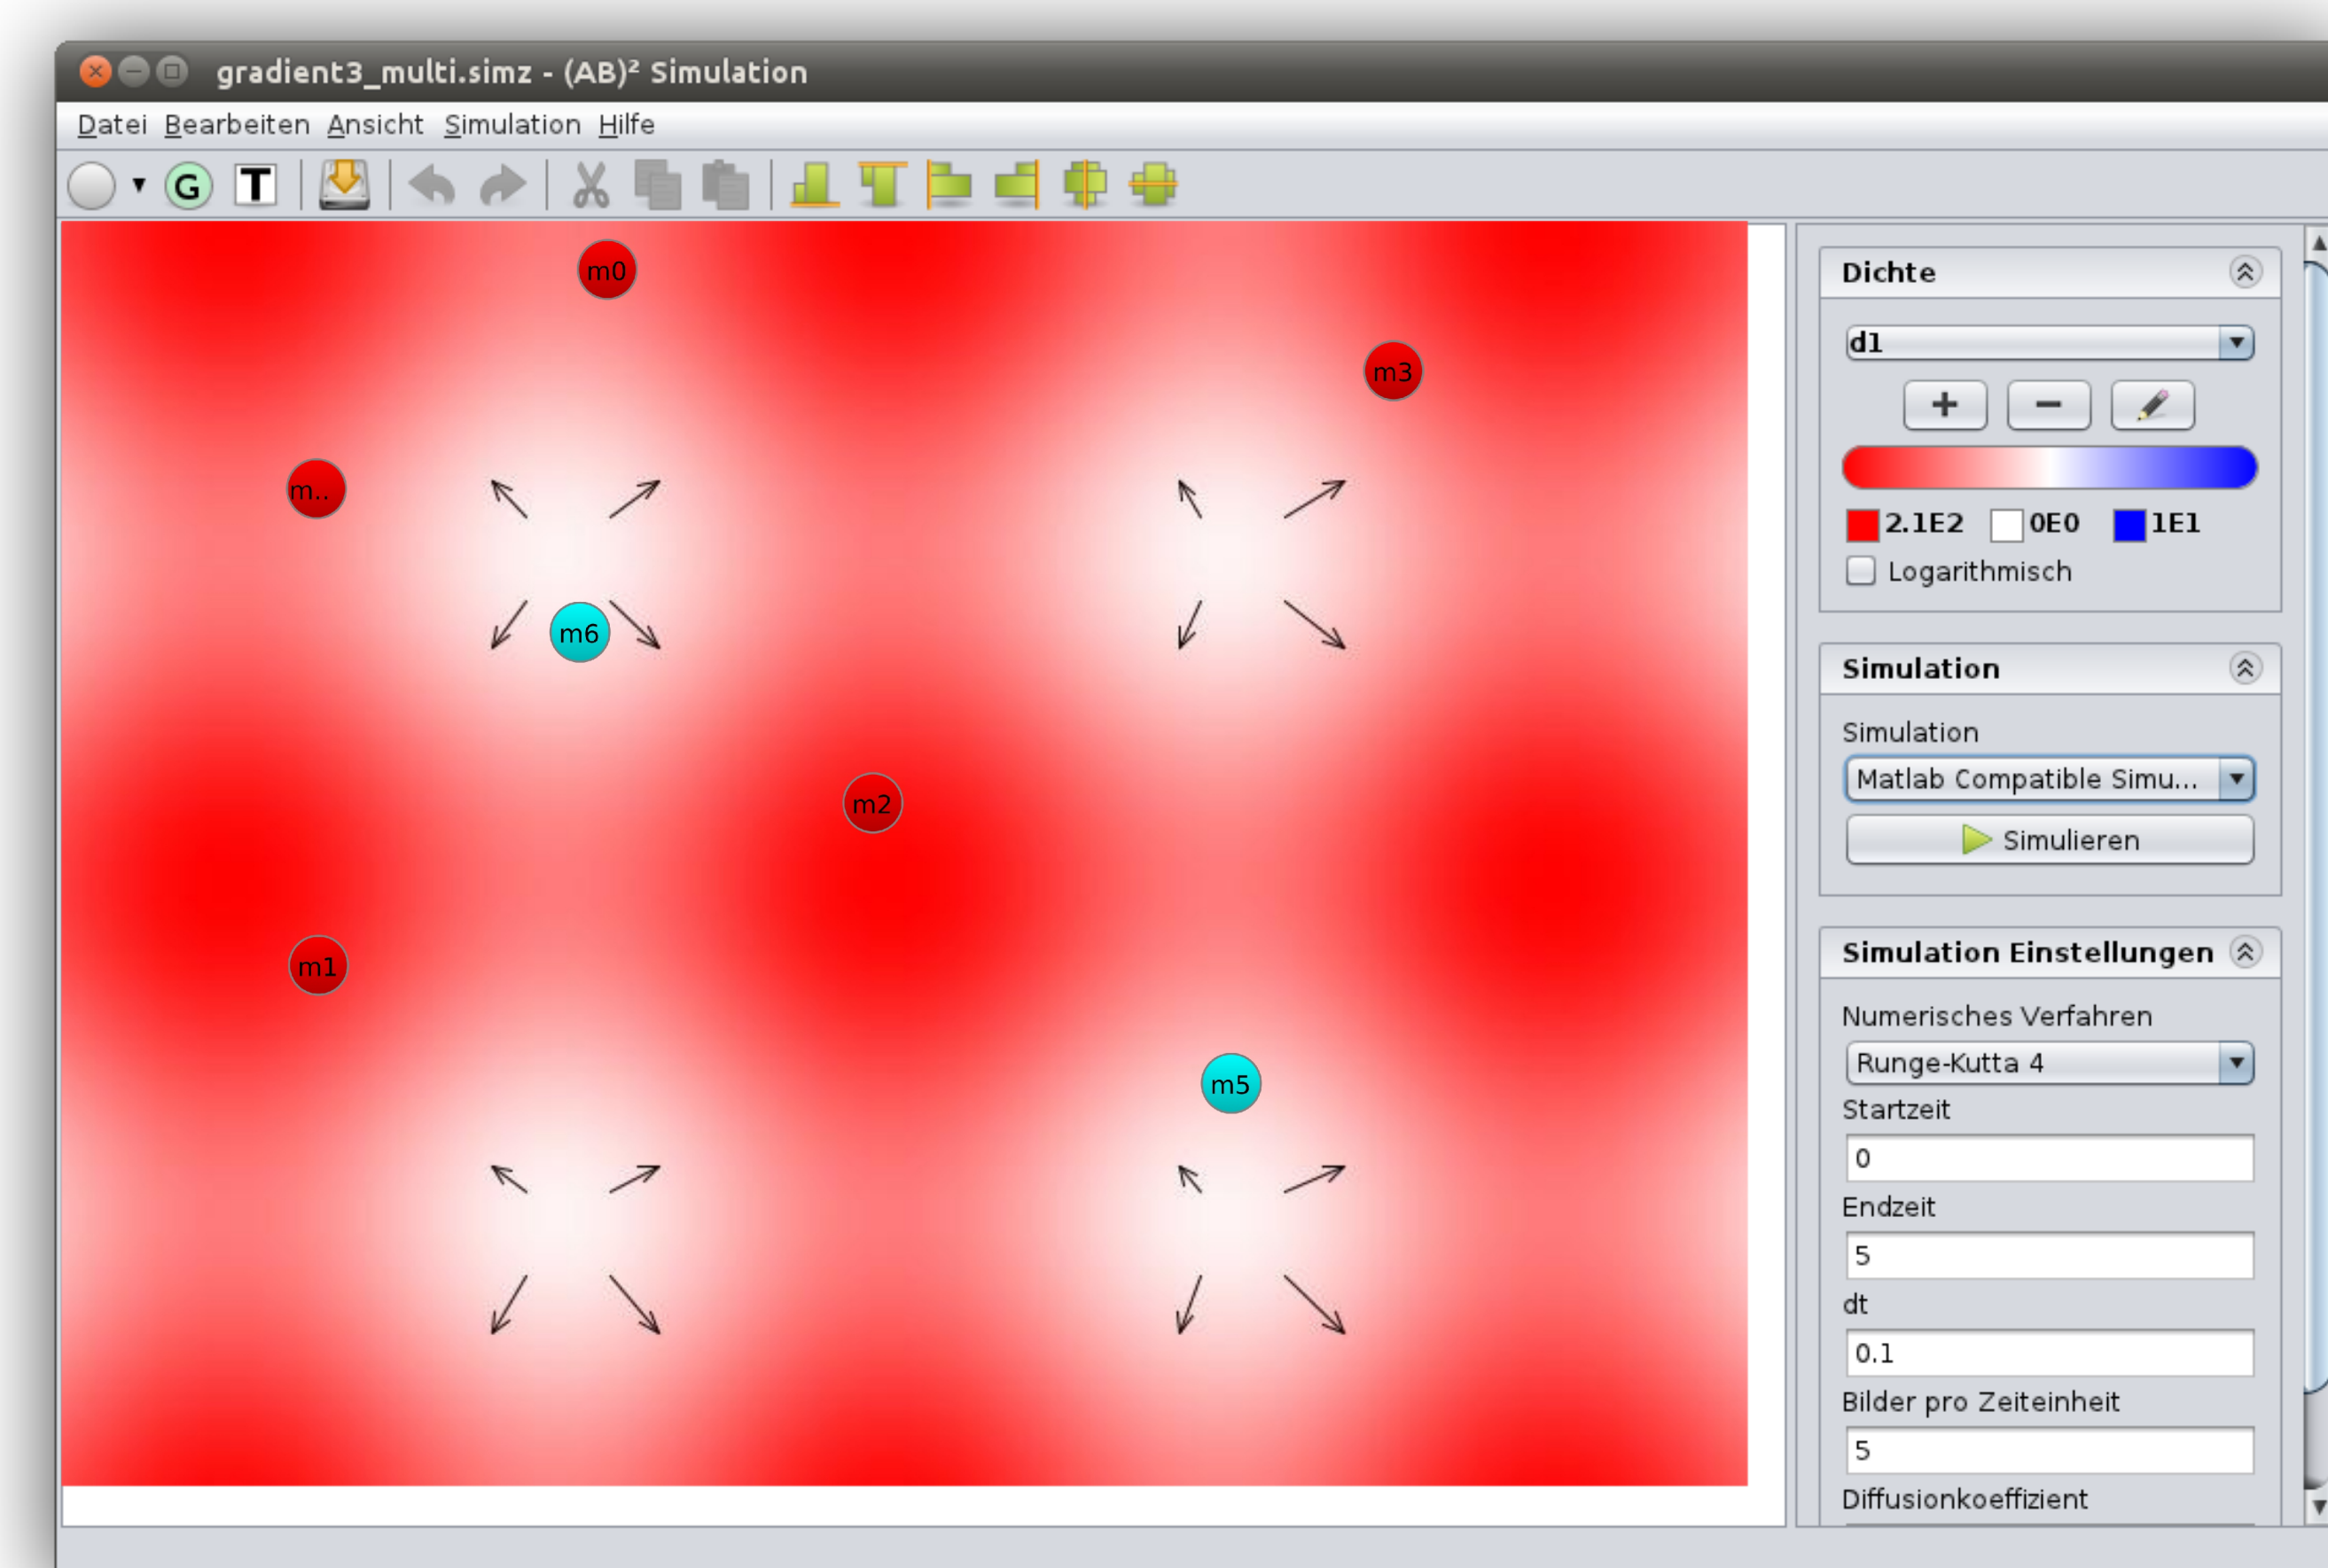 gradient3_multi.simz - (AB)² Simulation
Datei Bearbeiten Ansicht Simulation Hilfe
G T
m0
m3
m..
m6
m2
m1
m5
Dichte
d1
+ −
2.1E2 0E0 1E1
Logarithmisch
Simulation
Simulation
Matlab Compatible Simu...
Simulieren
Simulation Einstellungen
Numerisches Verfahren
Runge-Kutta 4
Startzeit
0
Endzeit
5
dt
0.1
Bilder pro Zeiteinheit
5
Diffusionkoeffizient